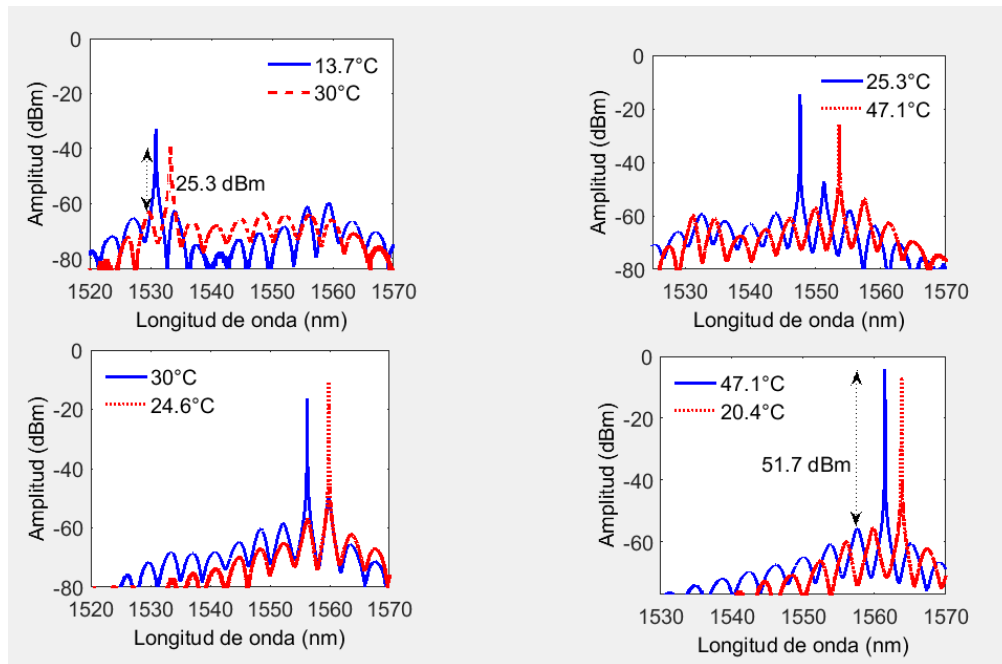 0
13.7°C
30°C
-20
-40
25.3 dBm
-60
-80
1520 1530 1540 1550 1560 1570
Amplitud (dBm)
Longitud de onda (nm)
0
25.3°C
47.1°C
-20
-40
-60
-80
1530 1540 1550 1560 1570
Amplitud (dBm)
Longitud de onda (nm)
0
30°C
24.6°C
-20
-40
-60
-80
1520 1530 1540 1550 1560 1570
Amplitud (dBm)
Longitud de onda (nm)
0
47.1°C
20.4°C
-20
51.7 dBm
-40
-60
1530 1540 1550 1560 1570
Amplitud (dBm)
Longitud de onda (nm)